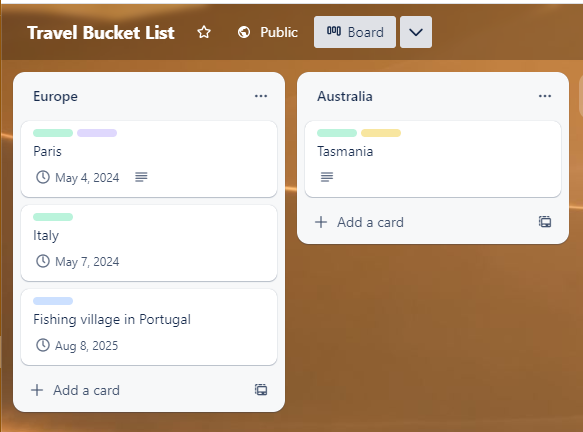 Travel Bucket List Public Board
Europe
Paris
May 4, 2024
Italy
May 7, 2024
Fishing village in Portugal
Aug 8, 2025
Add a card
Australia
Tasmania
Add a card